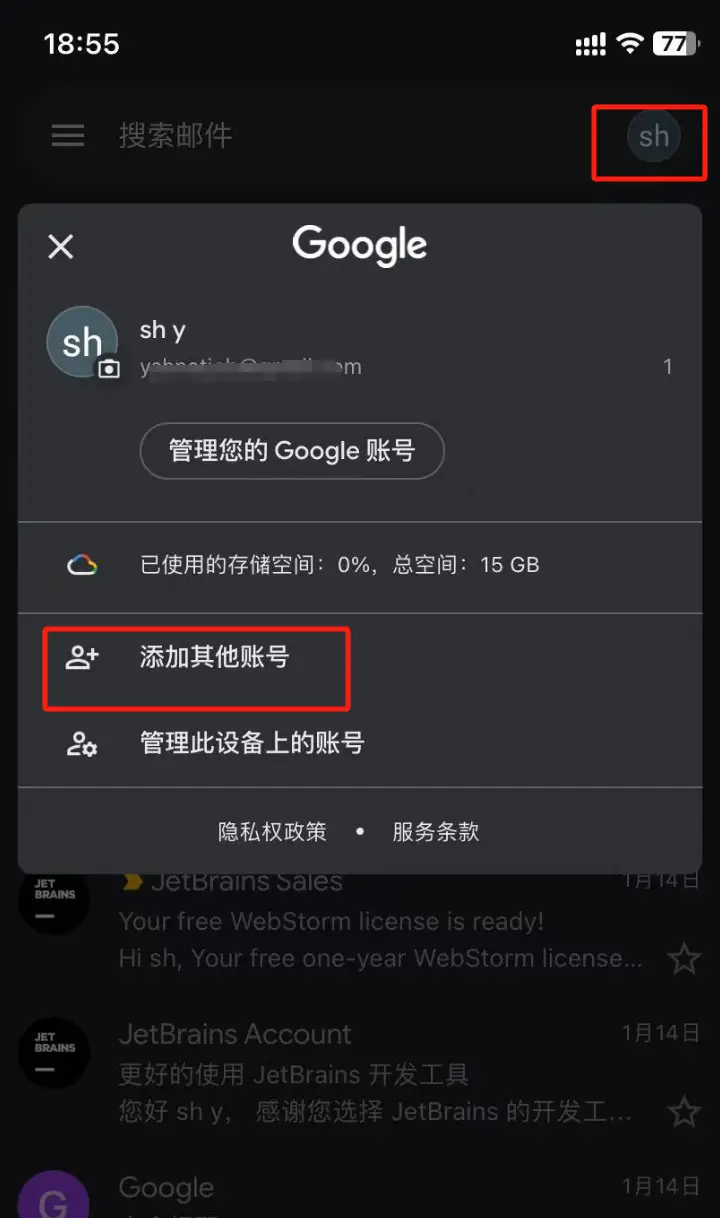 18:55
77
搜索邮件
sh
Google
sh
sh y
1
管理您的 Google 账号
已使用的存储空间：0%，总空间：15 GB
添加其他账号
管理此设备上的账号
隐私权政策 • 服务条款
JET
BRAINS
JetBrains Sales
1月14日
Your free WebStorm license is ready!
Hi sh, Your free one-year WebStorm license...
JET
BRAINS
JetBrains Account
1月14日
更好的使用 JetBrains 开发工具
您好 sh y， 感谢您选择 JetBrains 的开发工...
G
Google
1月14日